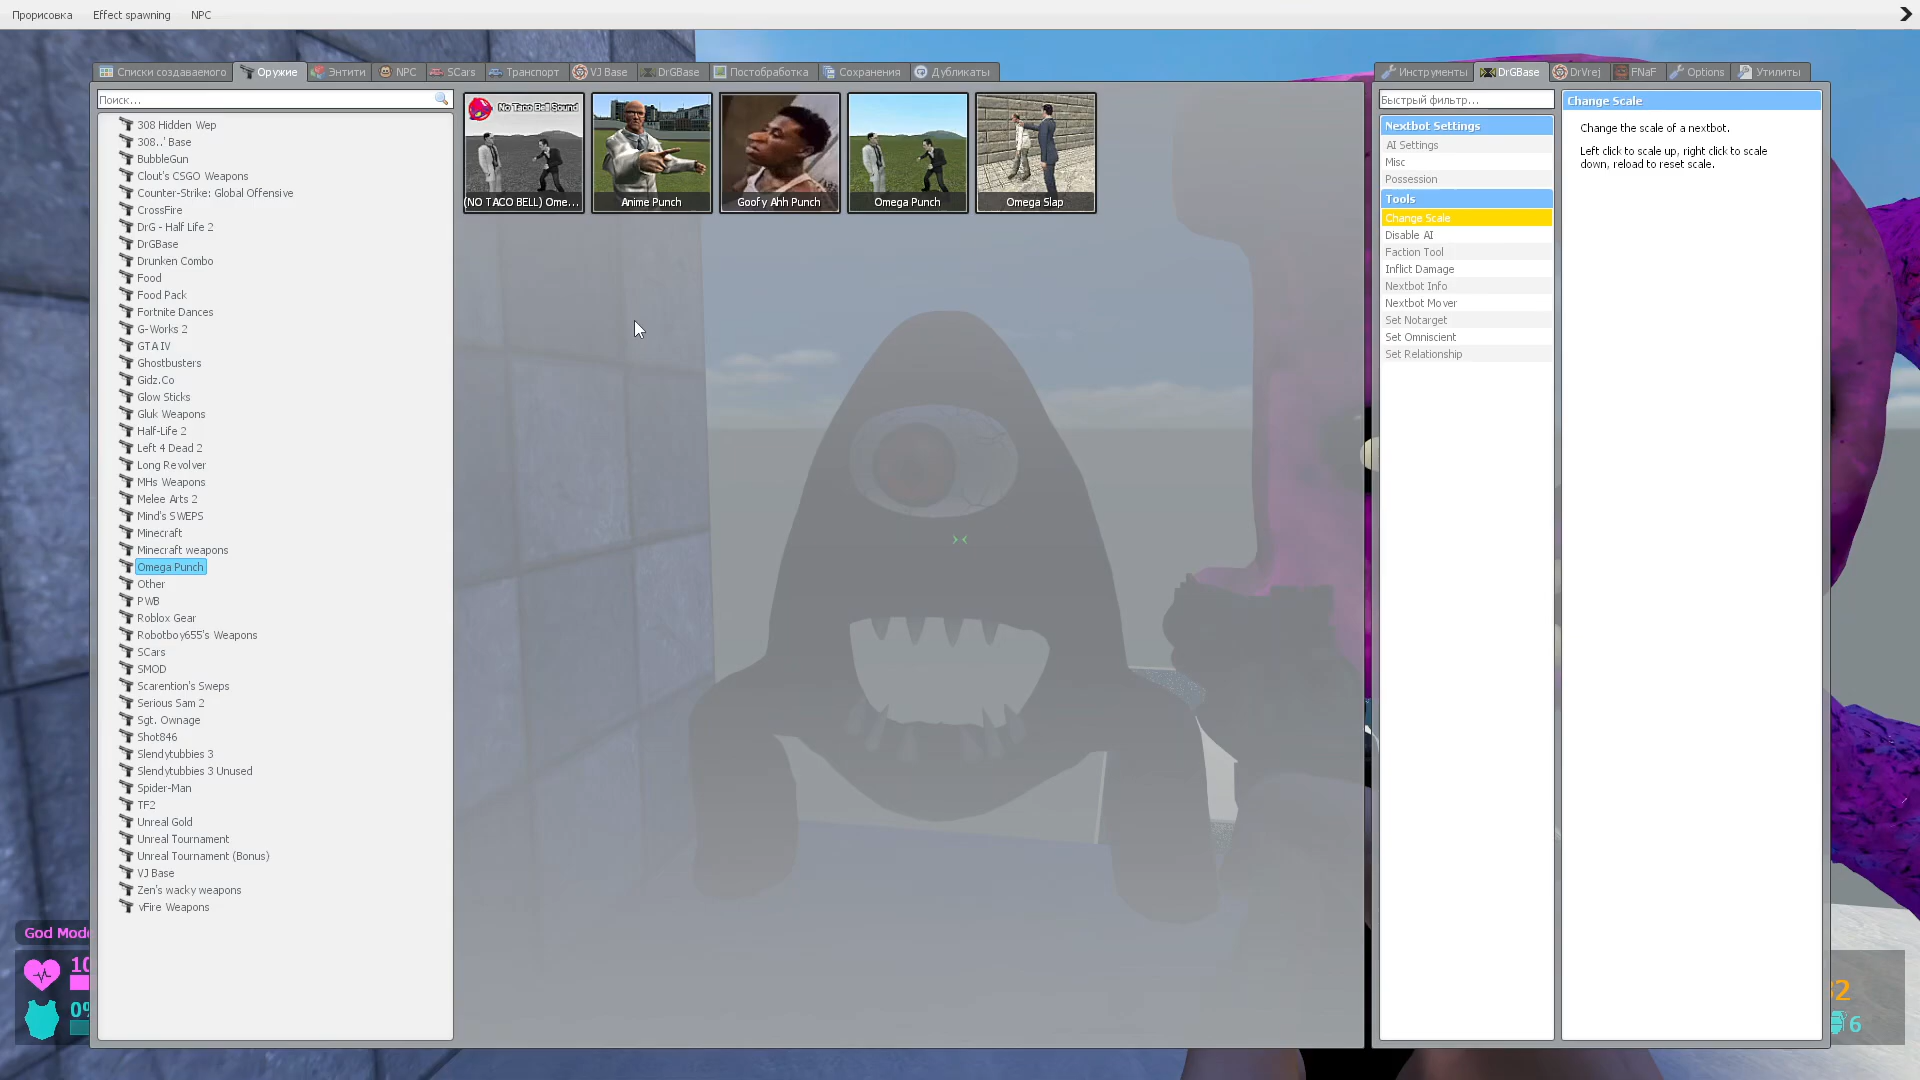 Прорисовка Effect spawning NPC
Списки создаваемого Оружие Энтити NPC SCars Транспорт VJ Base DrGBase Постобработка Сохранения Дубликаты
Поиск...
308 Hidden Wep
308..' Base
BubbleGun
Clout's CSGO Weapons
Counter-Strike: Global Offensive
CrossFire
DrG - Half Life 2
DrGBase
Drunken Combo
Food
Food Pack
Fortnite Dances
G-Works 2
GTA IV
Ghostbusters
Gidz.Co
Glow Sticks
Gluk Weapons
Half-Life 2
Left 4 Dead 2
Long Revolver
MHs Weapons
Melee Arts 2
Mind's SWEPS
Minecraft
Minecraft weapons
Omega Punch
Other
PWB
Roblox Gear
Robotboy655's Weapons
SCars
SMOD
Scarention's Sweps
Serious Sam 2
Sgt. Ownage
Shot846
Slendytubbies 3
Slendytubbies 3 Unused
Spider-Man
TF2
Unreal Gold
Unreal Tournament
Unreal Tournament (Bonus)
VJ Base
Zen's wacky weapons
vFire Weapons
No Taco Bell Sound
(NO TACO BELL) Ome...
Anime Punch
Goofy Ahh Punch
Omega Punch
Omega Slap
Инструменты DrGBase DrVrej FNaF Options Утилиты
Быстрый фильтр...
Nextbot Settings
AI Settings
Misc
Possession
Tools
Change Scale
Disable AI
Faction Tool
Inflict Damage
Nextbot Info
Nextbot Mover
Set Notarget
Set Omniscient
Set Relationship
Change Scale
Change the scale of a nextbot.
Left click to scale up, right click to scale
down, reload to reset scale.
God Mode
10
0%
32
6